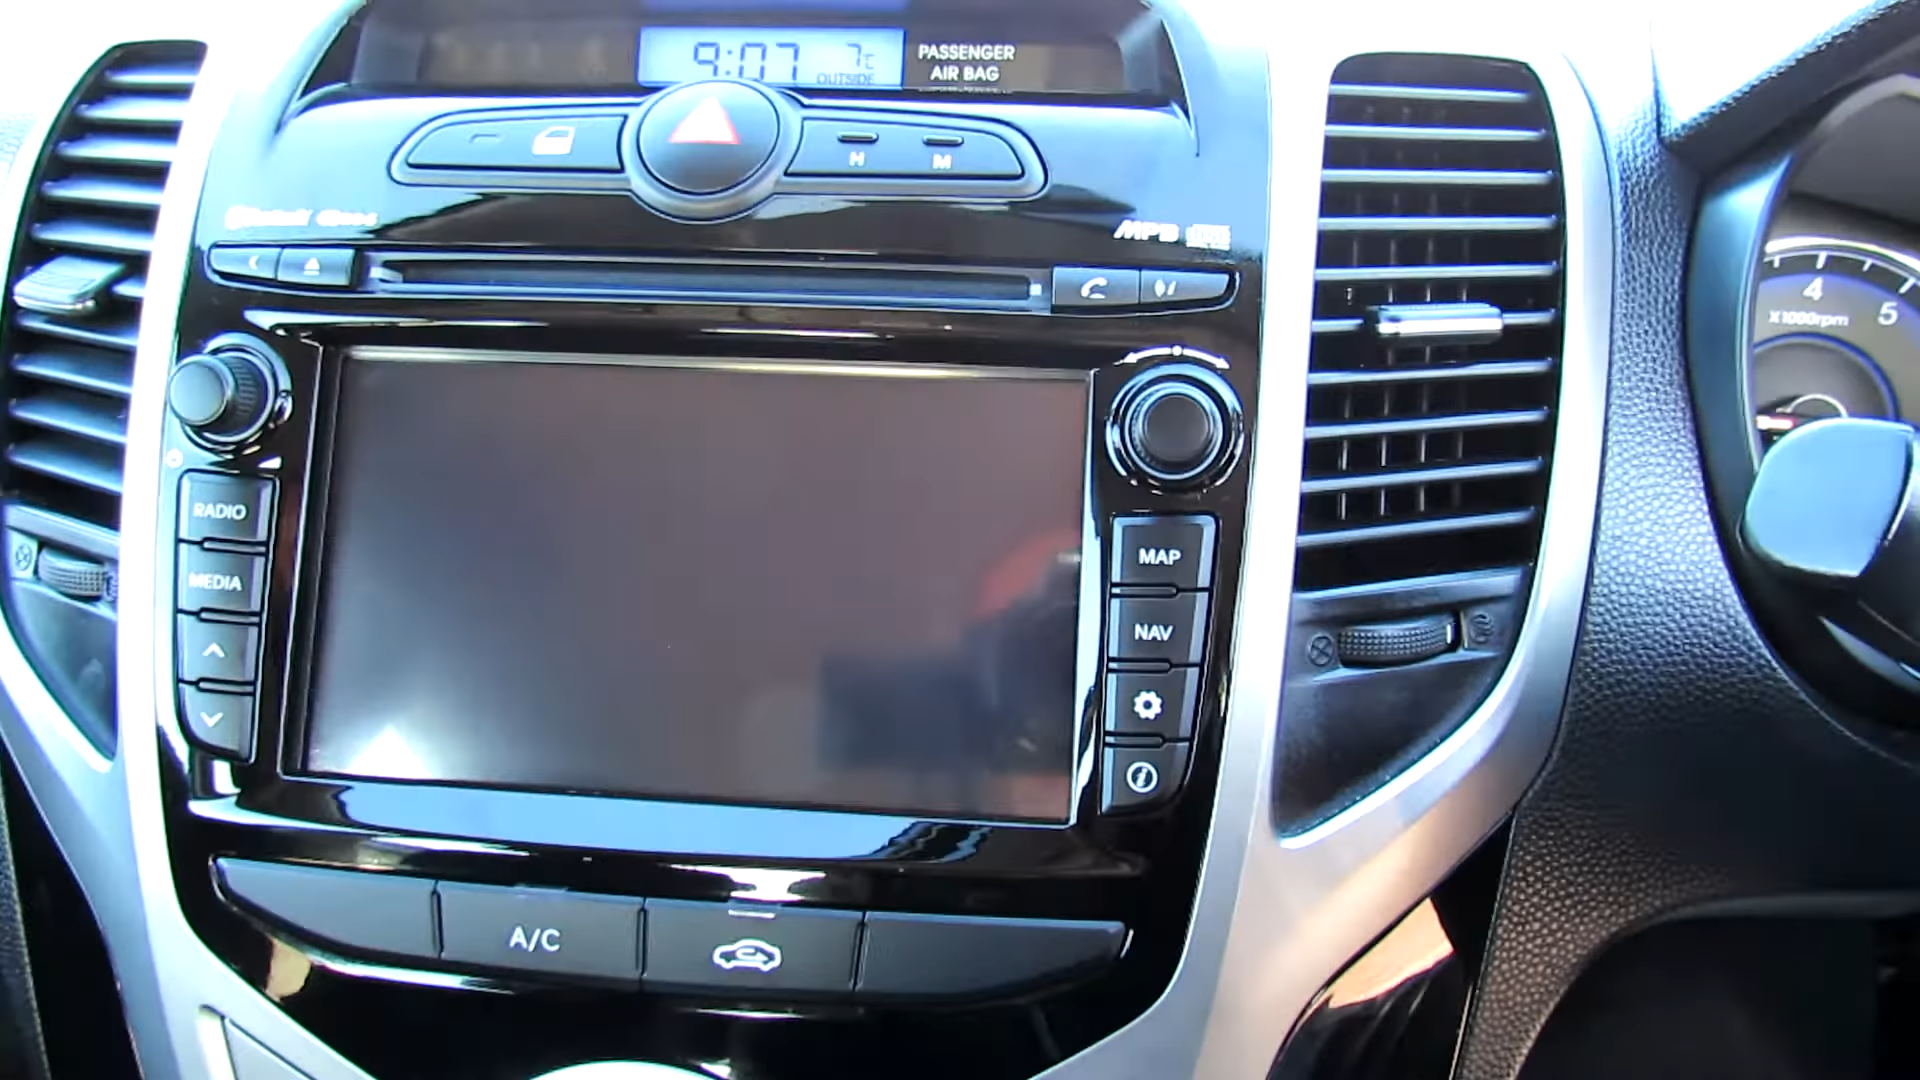 9:07 7°C
OUTSIDE
PASSENGER
AIR BAG
H M
MP3
4
5
X1000rpm
RADIO
MEDIA
MAP
NAV
A/C